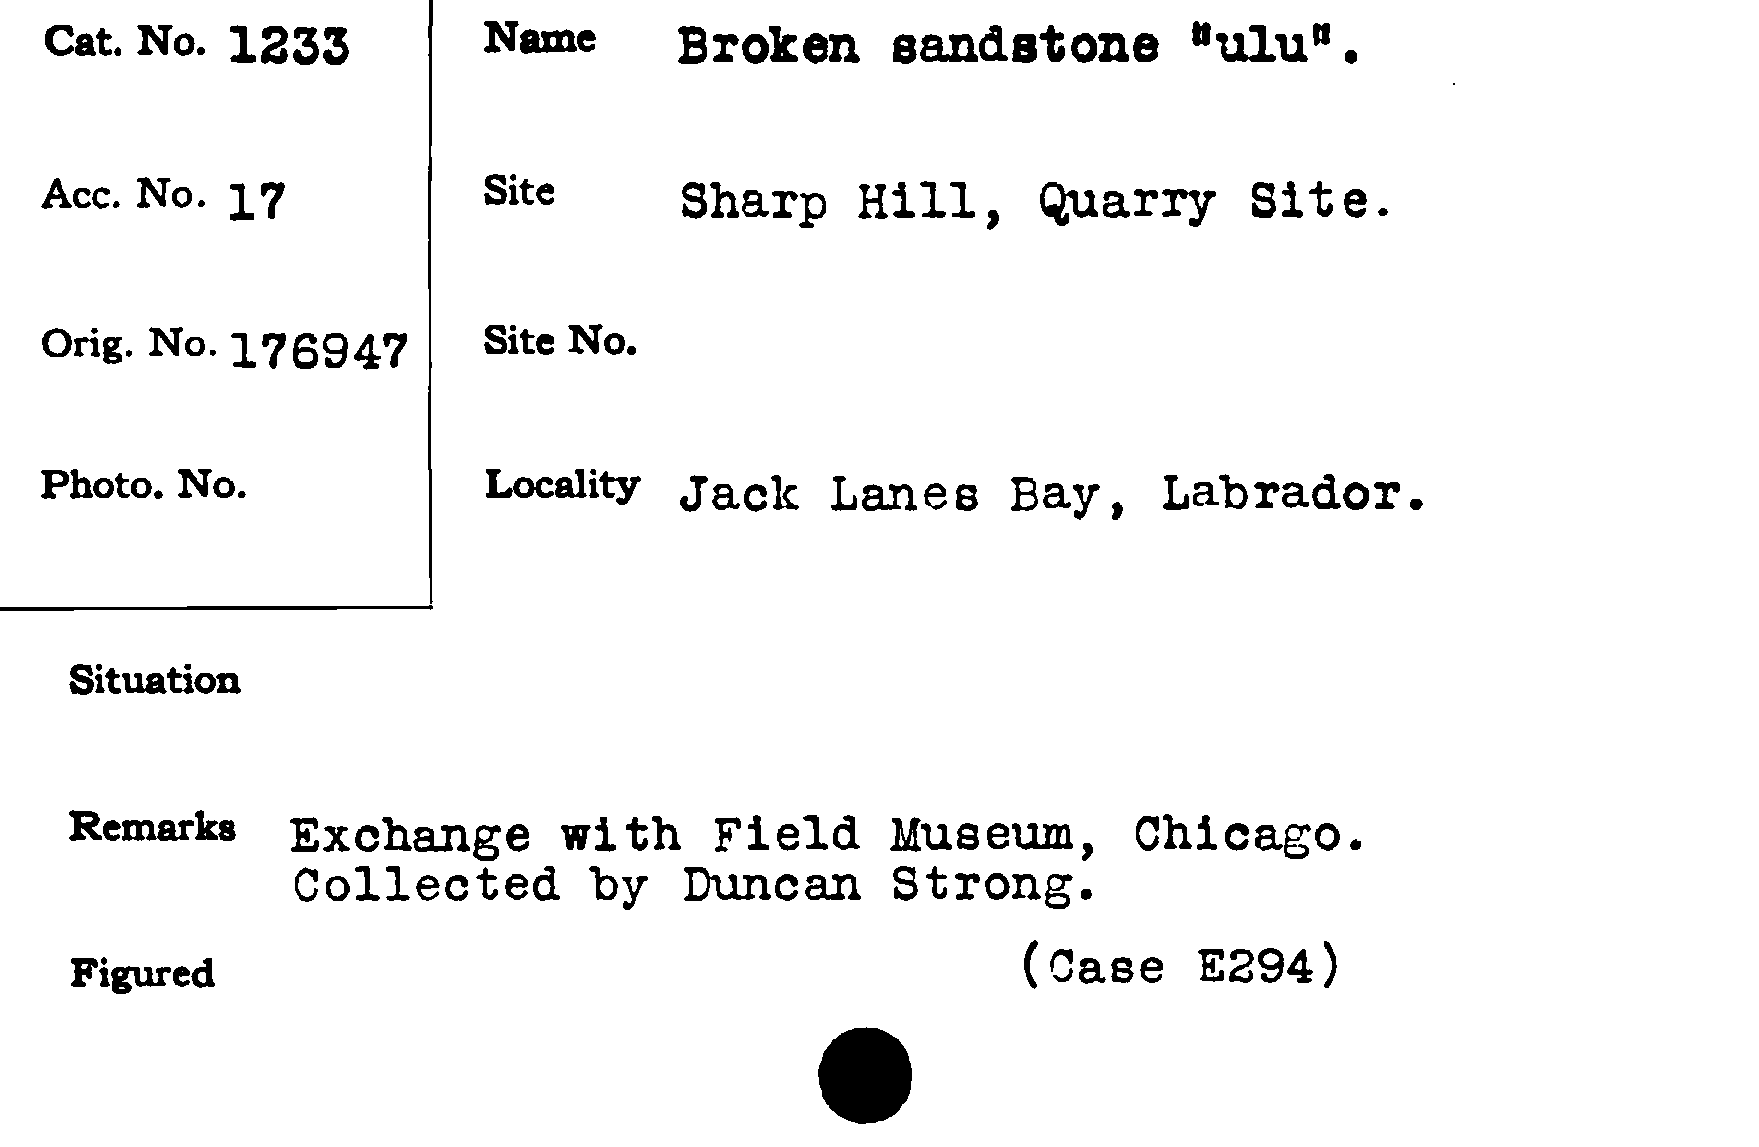 Cat. No. 1233
Name Broken sandstone "ulu".
Acc. No. 17
Site Sharp Hill, Quarry Site.
Orig. No. 176947
Site No.
Photo. No.
Locality Jack Lanes Bay, Labrador.
Situation
Remarks Exchange with Field Museum, Chicago.
Collected by Duncan Strong.
Figured (Case E294)